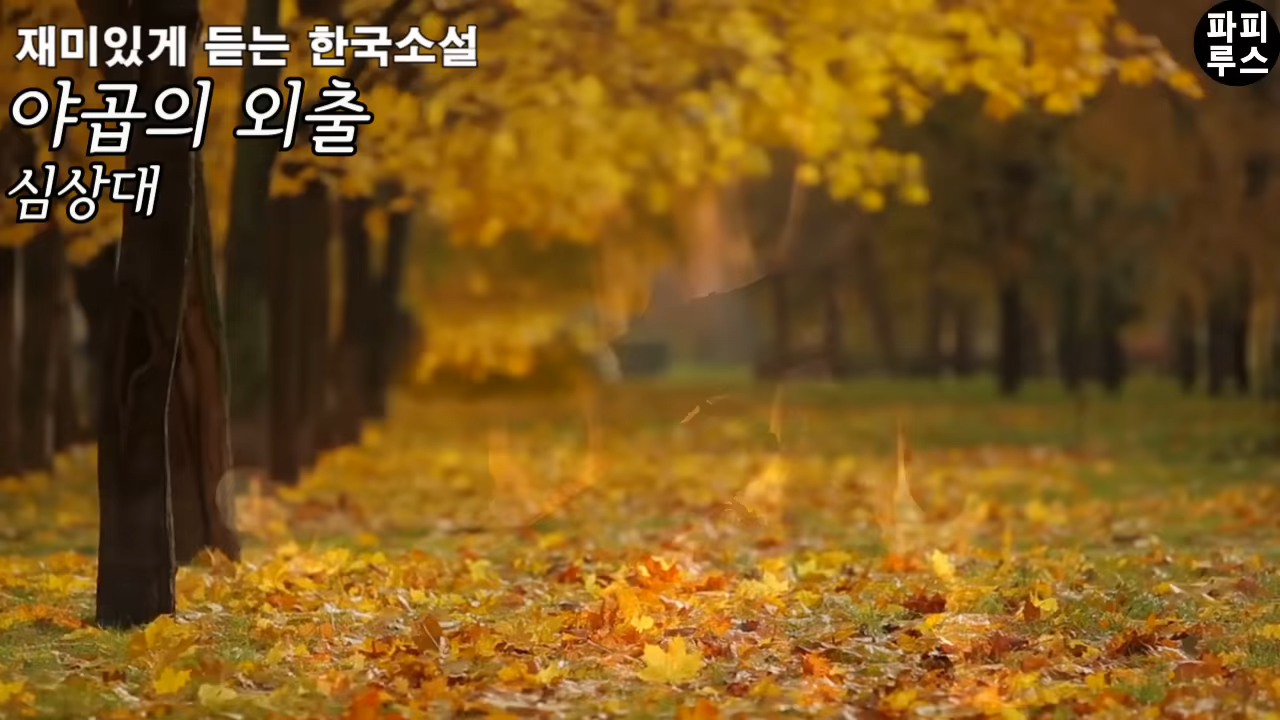 재미있게 듣는 한국소설
야곱의 외출
심상대
파피
루스